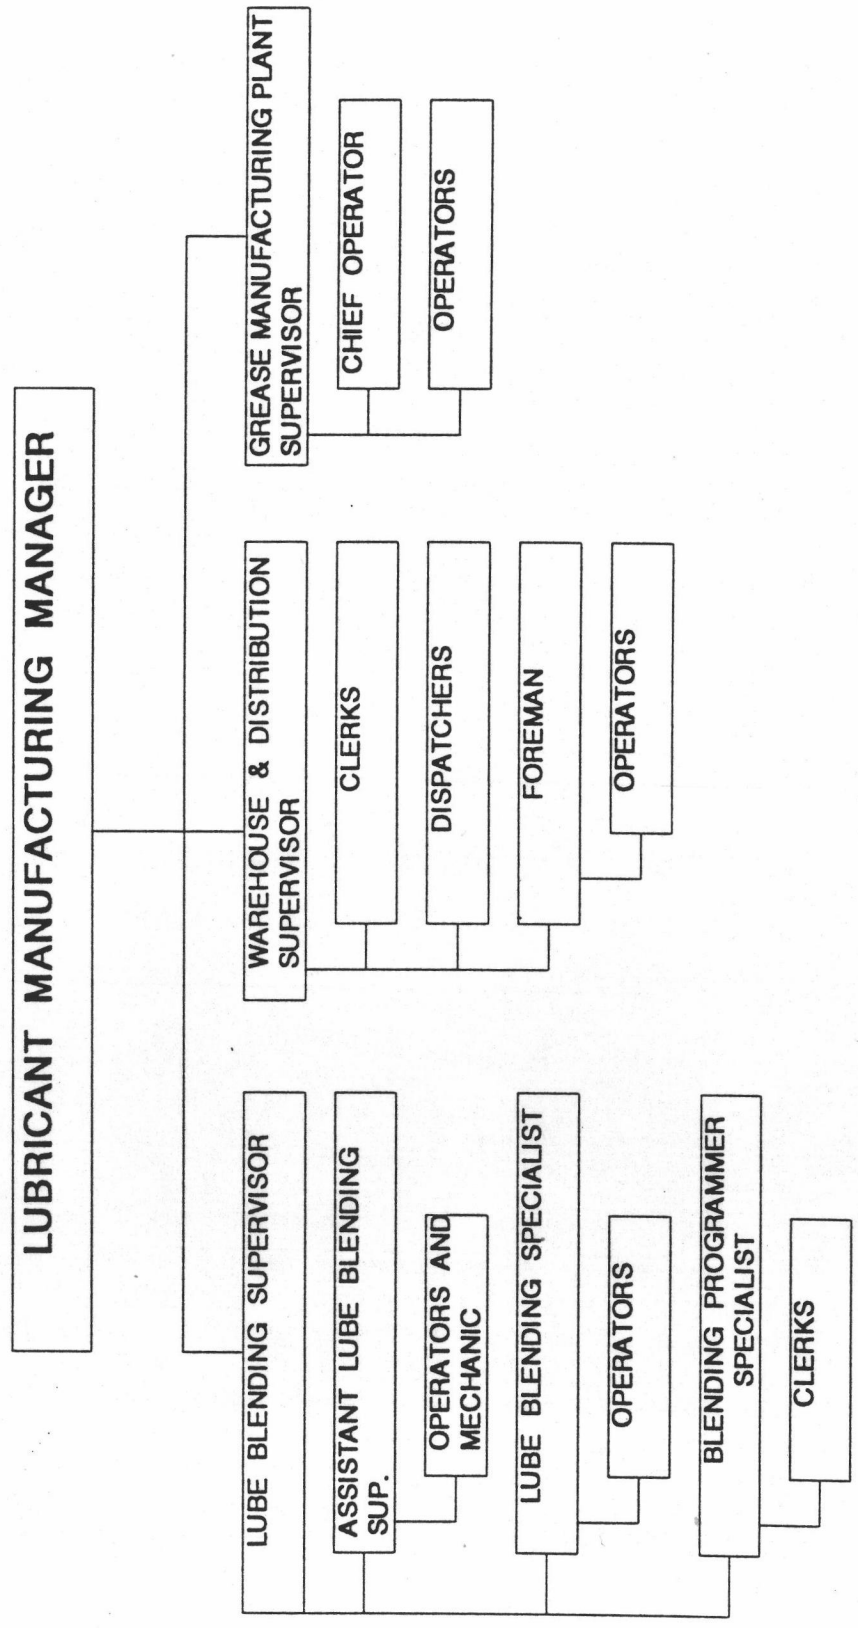 LUBRICANT MANUFACTURING MANAGER
LUBE BLENDING SUPERVISOR
ASSISTANT LUBE BLENDING
SUP.
OPERATORS AND
MECHANIC
LUBE BLENDING SPECIALIST
OPERATORS
BLENDING PROGRAMMER
SPECIALIST
CLERKS
WAREHOUSE & DISTRIBUTION
SUPERVISOR
CLERKS
DISPATCHERS
FOREMAN
OPERATORS
GREASE MANUFACTURING PLANT
SUPERVISOR
CHIEF OPERATOR
OPERATORS